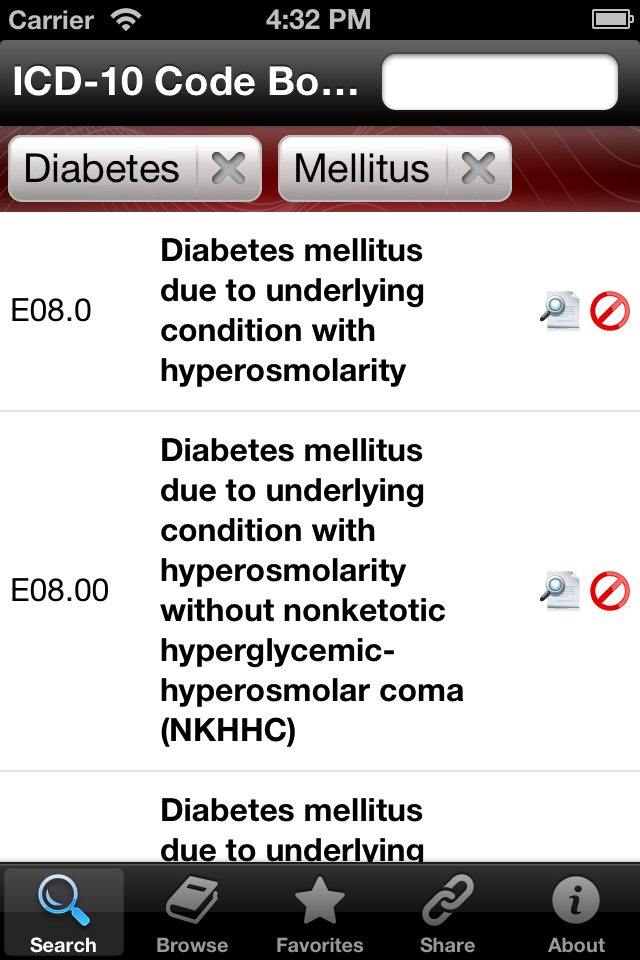 Carrier 4:32 PM
ICD-10 Code Bo...
Diabetes Mellitus
Diabetes mellitus
due to underlying
E08.0
condition with
hyperosmolarity
Diabetes mellitus
due to underlying
condition with
hyperosmolarity
E08.00
without nonketotic
hyperglycemic-
hyperosmolar coma
(NKHHC)
Diabetes mellitus
due to underlying
Search Browse Favorites Share About